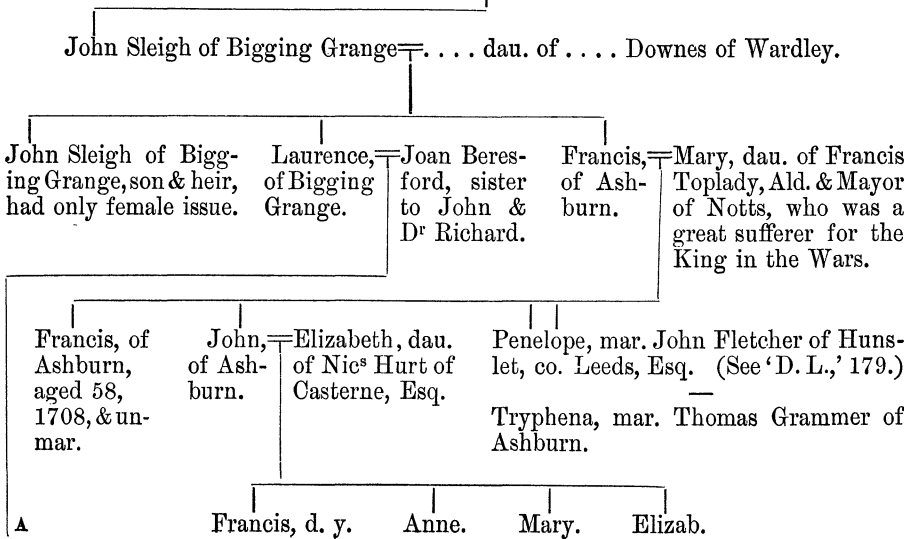 John Sleigh of Bigging Grange=. . . . dau. of . . . . Downes of Wardley.
John Sleigh of Bigg-
ing Grange, son & heir,
had only female issue.
Laurence,=
of Bigging
Grange.
Joan Beres-
ford, sister
to John &
Dr Richard.
Francis,=
of Ash-
burn.
Mary, dau. of Francis
Toplady, Ald. & Mayor
of Notts, who was a
great sufferer for the
King in the Wars.
Francis, of
Ashburn,
aged 58,
1708, & un-
mar.
John,=
of Ash-
burn.
Elizabeth, dau.
of Nics Hurt of
Casterne, Esq.
Penelope, mar. John Fletcher of Huns-
let, co. Leeds, Esq. (See ‘D. L.,’ 179.)
—
Tryphena, mar. Thomas Grammer of
Ashburn.
A
Francis, d. y. Anne. Mary. Elizab.